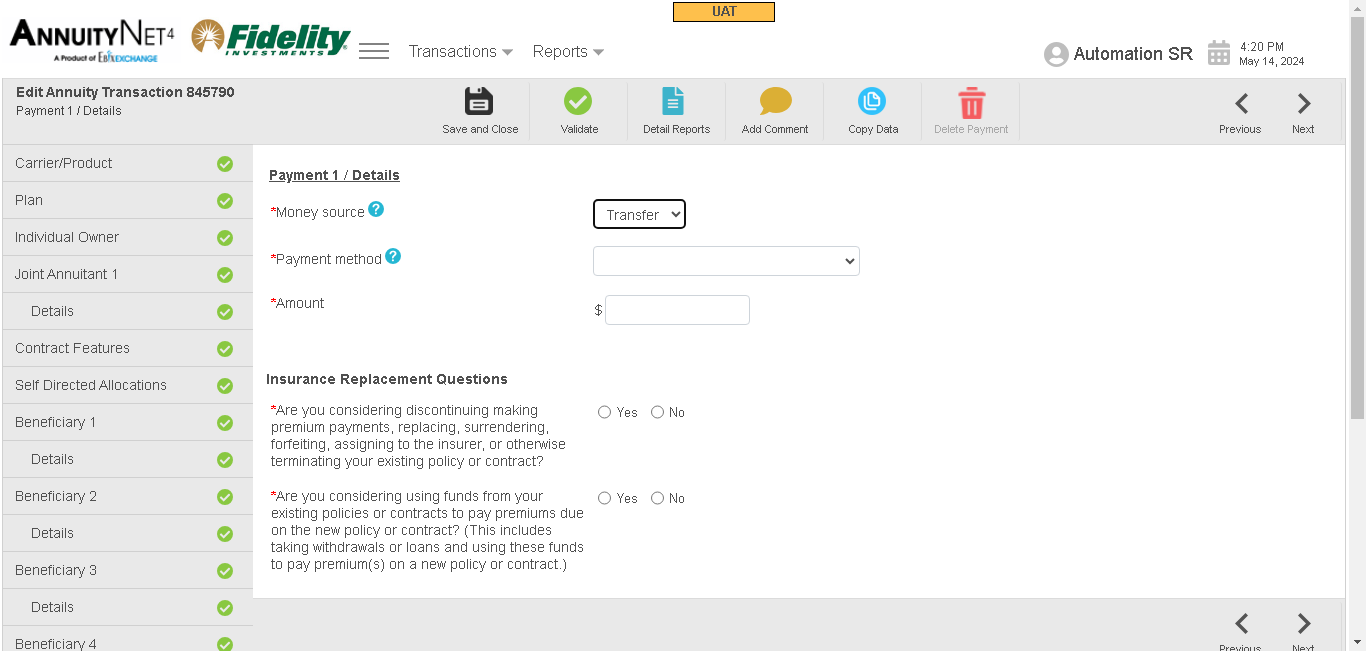 UAT
ANNUITYNET4
A Product of EbixEXCHANGE
Fidelity
INVESTMENTS
Transactions
Reports
Automation SR
4:20 PM
May 14, 2024
Edit Annuity Transaction 845790
Payment 1 / Details
Save and Close
Validate
Detail Reports
Add Comment
Copy Data
Delete Payment
Previous
Next
Carrier/Product
Plan
Individual Owner
Joint Annuitant 1
Details
Contract Features
Self Directed Allocations
Beneficiary 1
Details
Beneficiary 2
Details
Beneficiary 3
Details
Beneficiary 4
Payment 1 / Details
*Money source ?
Transfer
*Payment method ?
*Amount
$
Insurance Replacement Questions
*Are you considering discontinuing making
premium payments, replacing, surrendering,
forfeiting, assigning to the insurer, or otherwise
terminating your existing policy or contract?
Yes No
*Are you considering using funds from your
existing policies or contracts to pay premiums due
on the new policy or contract? (This includes
taking withdrawals or loans and using these funds
to pay premium(s) on a new policy or contract.)
Yes No
Previous
Next